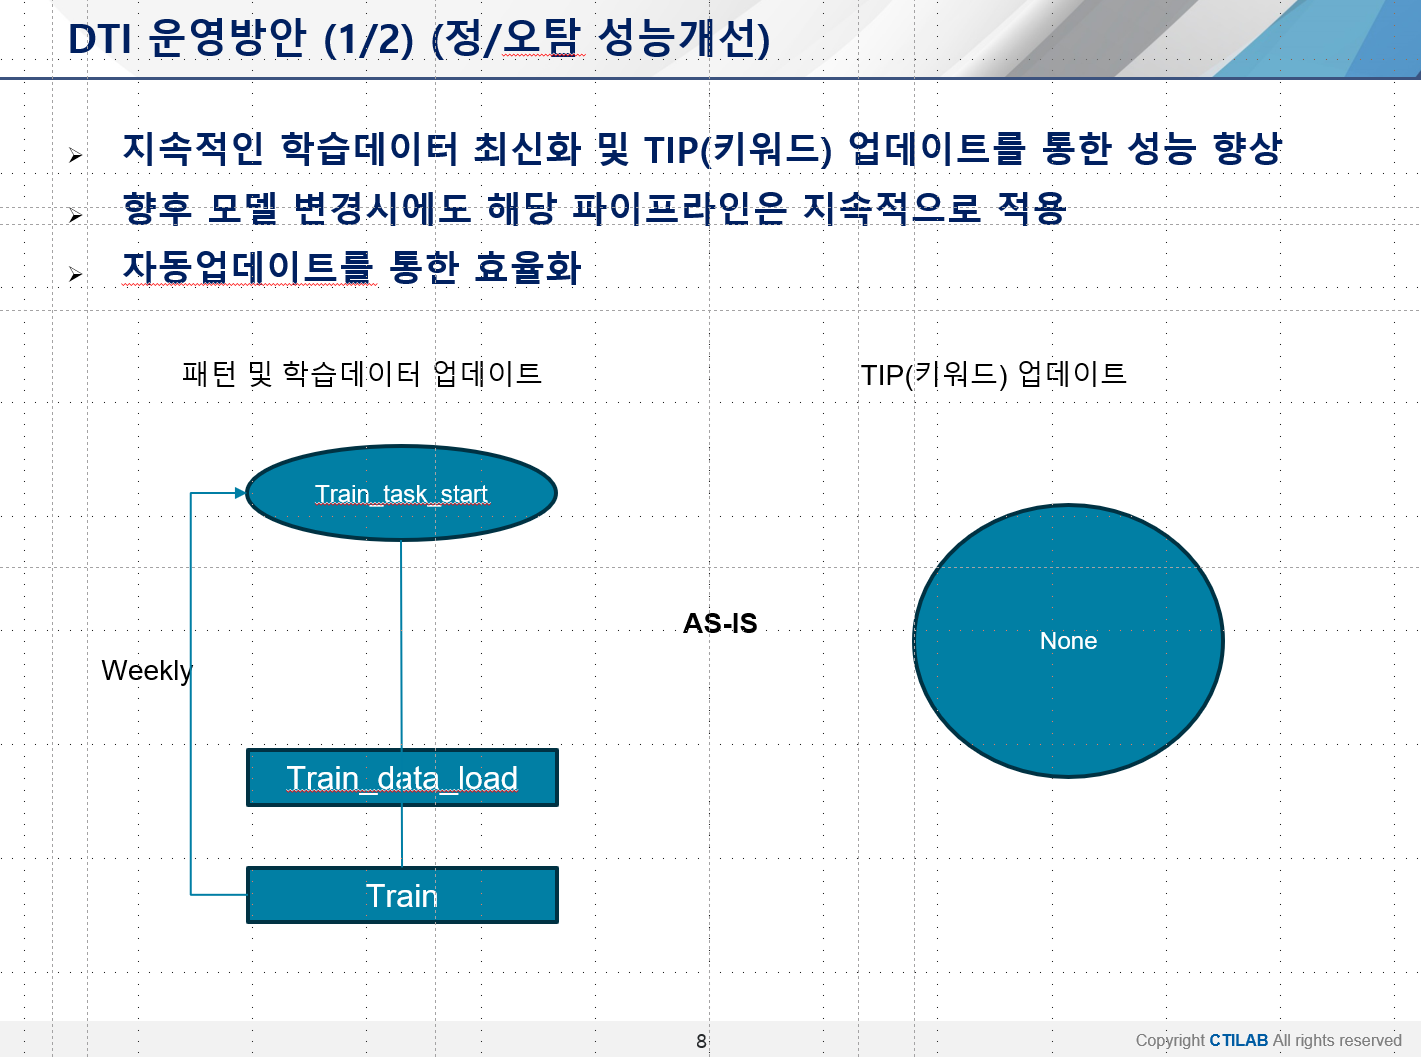 DTI 운영방안 (1/2) (정/오탐 성능개선)
지속적인 학습데이터 최신화 및 TIP(키워드) 업데이트를 통한 성능 향상
향후 모델 변경시에도 해당 파이프라인은 지속적으로 적용
자동업데이트를 통한 효율화
패턴 및 학습데이터 업데이트
TIP(키워드) 업데이트
Train_task_start
AS-IS
None
Weekly
Train_data_load
Train
8
Copyright CTILAB All rights reserved